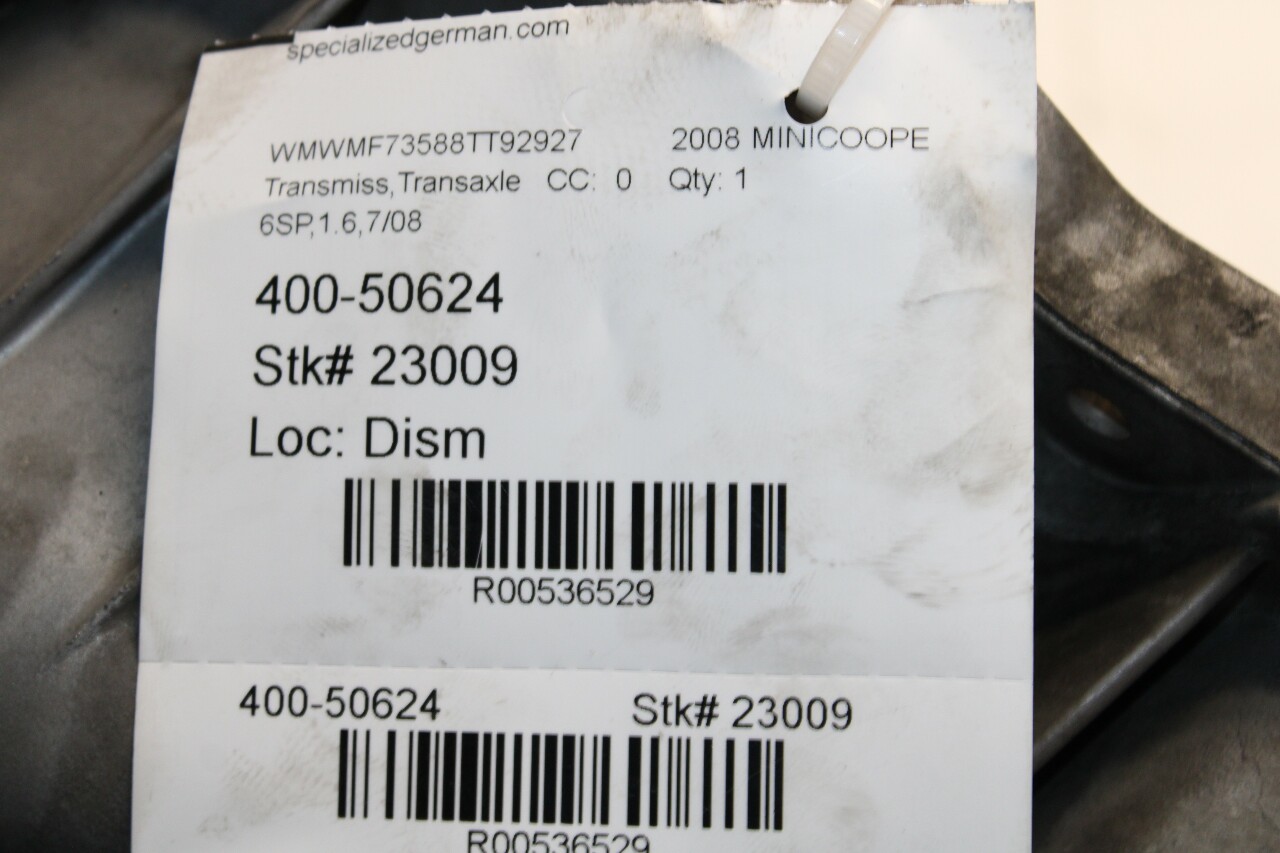 specializedgerman.com
WMWMF73588TT92927 2008 MINICOOPE
Transmiss,Transaxle CC: 0 Qty: 1
6SP,1.6,7/08
400-50624
Stk# 23009
Loc: Dism
R00536529
400-50624 Stk# 23009
R00536529